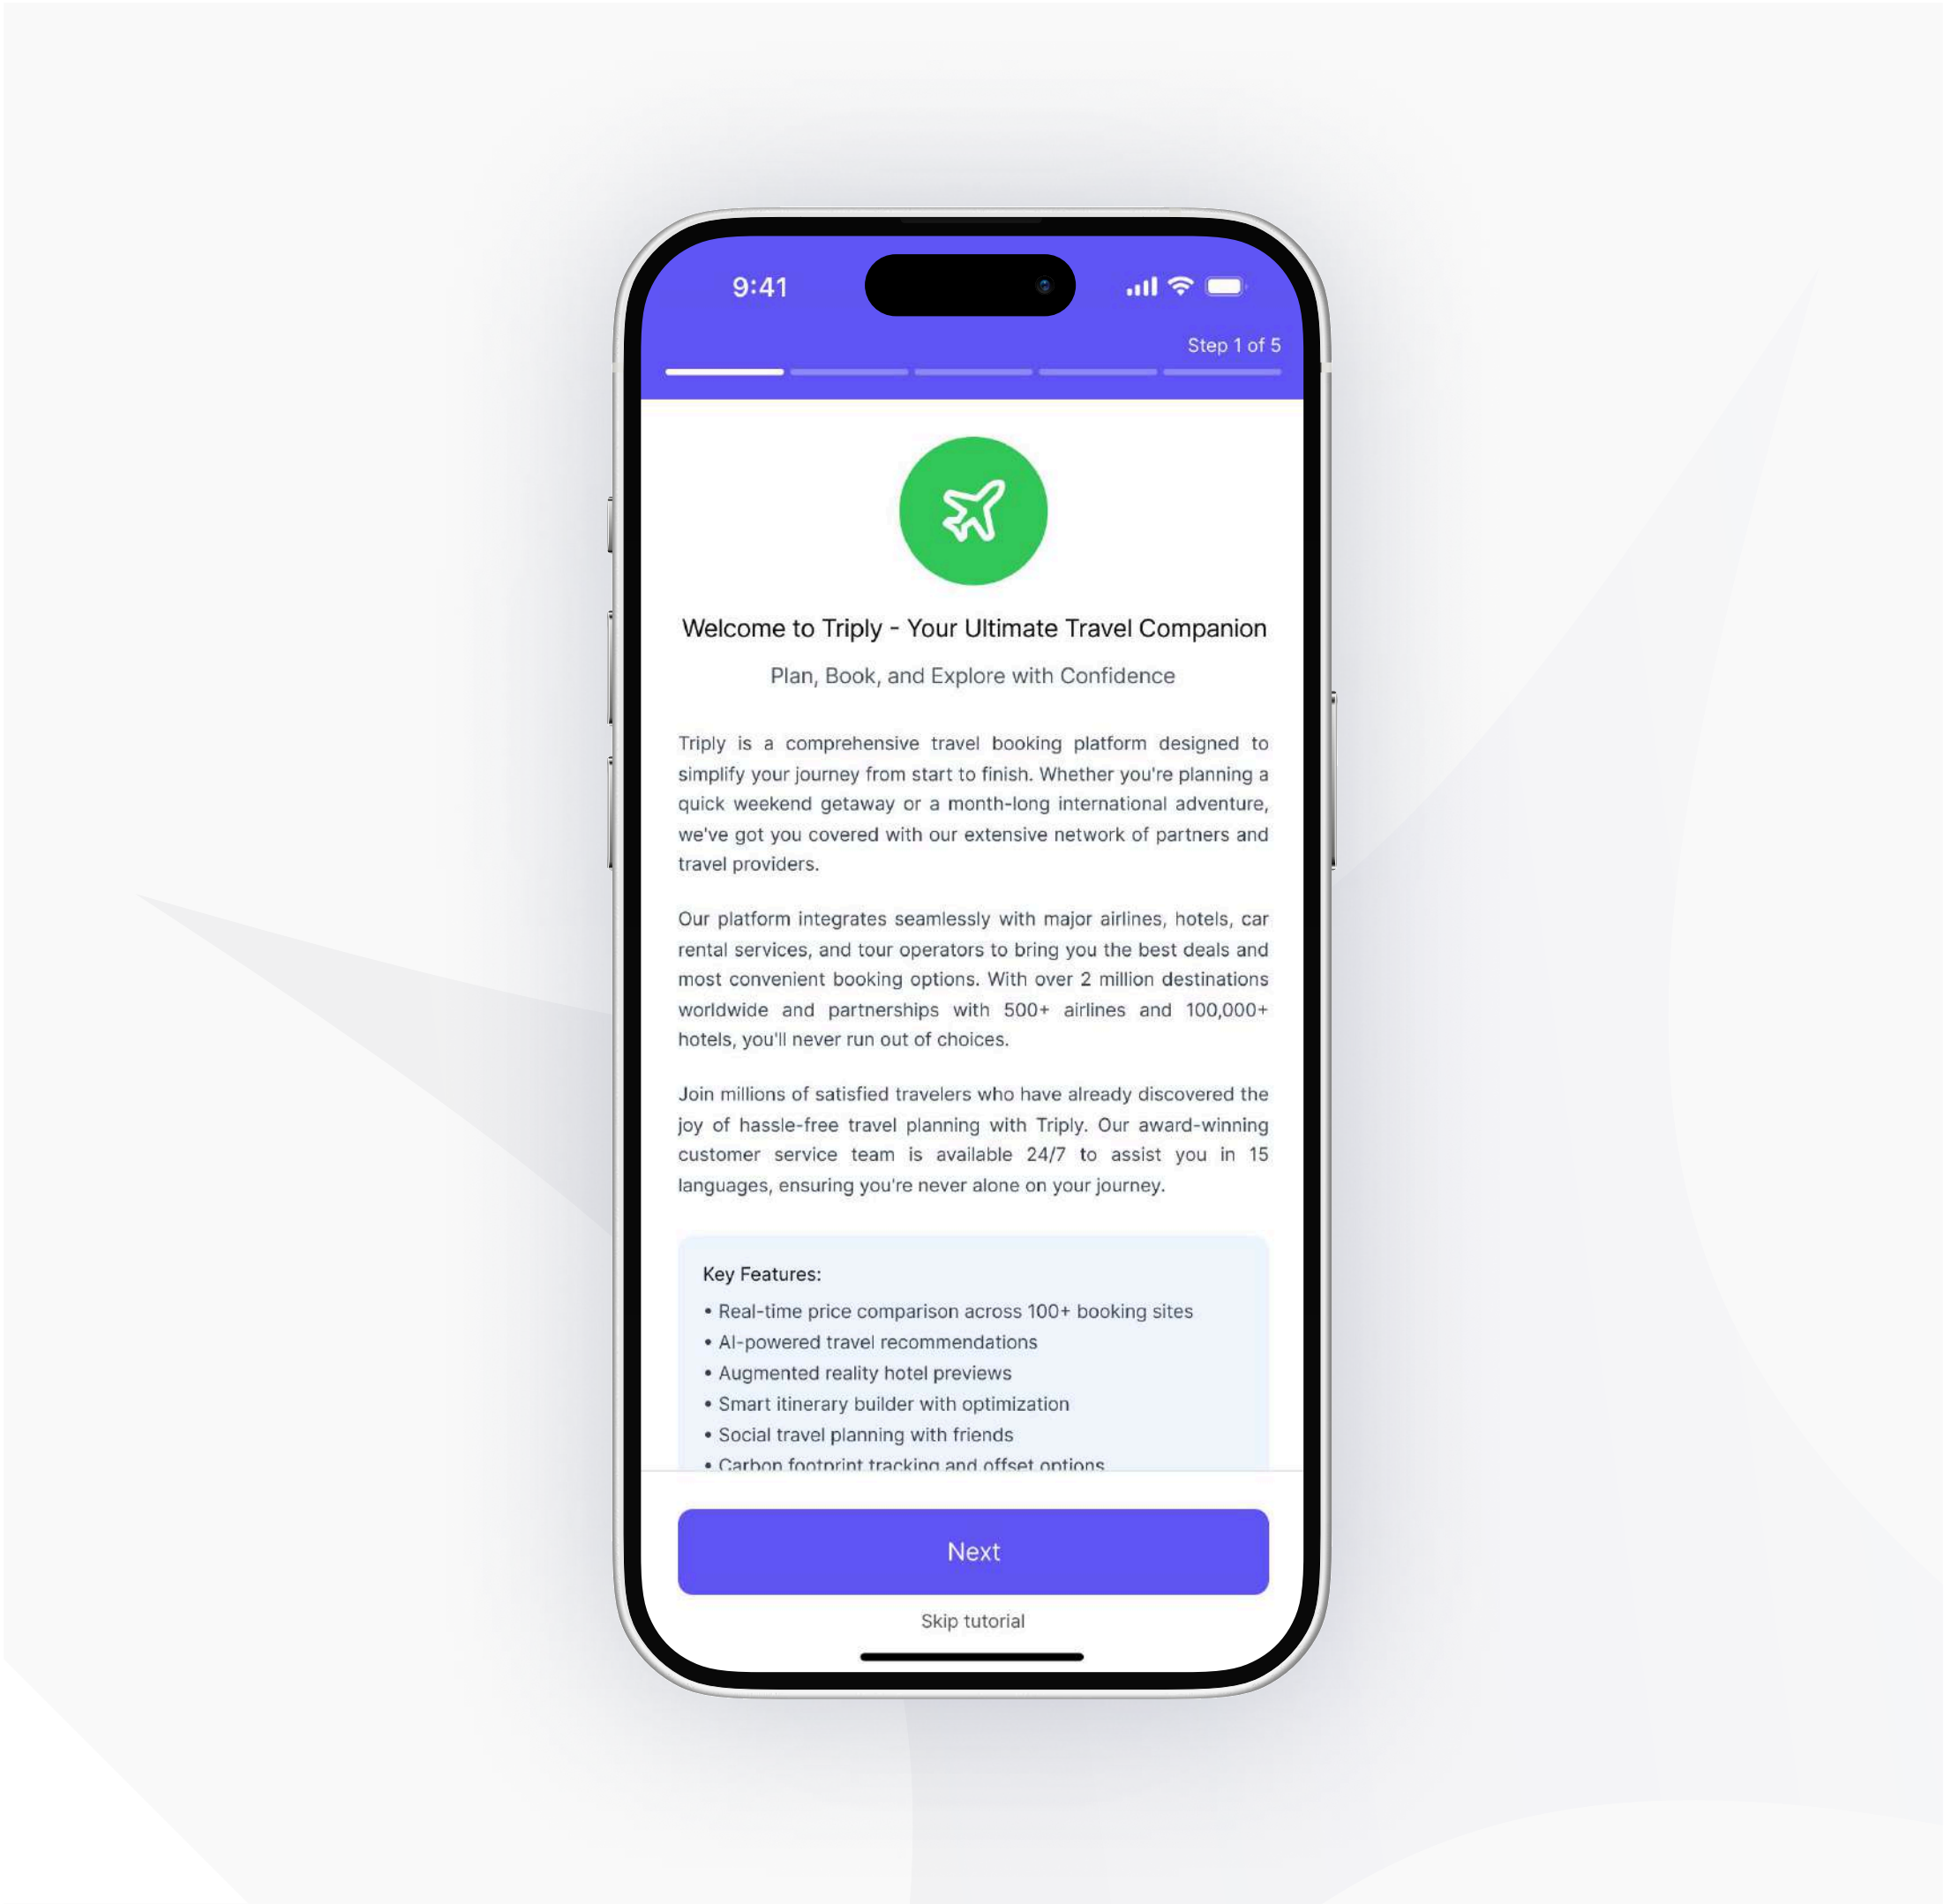 9:41
Step 1 of 5
Welcome to Triply - Your Ultimate Travel Companion
Plan, Book, and Explore with Confidence
Triply is a comprehensive travel booking platform designed to
simplify your journey from start to finish. Whether you're planning a
quick weekend getaway or a month-long international adventure,
we've got you covered with our extensive network of partners and
travel providers.
Our platform integrates seamlessly with major airlines, hotels, car
rental services, and tour operators to bring you the best deals and
most convenient booking options. With over 2 million destinations
worldwide and partnerships with 500+ airlines and 100,000+
hotels, you'll never run out of choices.
Join millions of satisfied travelers who have already discovered the
joy of hassle-free travel planning with Triply. Our award-winning
customer service team is available 24/7 to assist you in 15
languages, ensuring you're never alone on your journey.
Key Features:
• Real-time price comparison across 100+ booking sites
• AI-powered travel recommendations
• Augmented reality hotel previews
• Smart itinerary builder with optimization
• Social travel planning with friends
• Carbon footprint tracking and offset options
Next
Skip tutorial